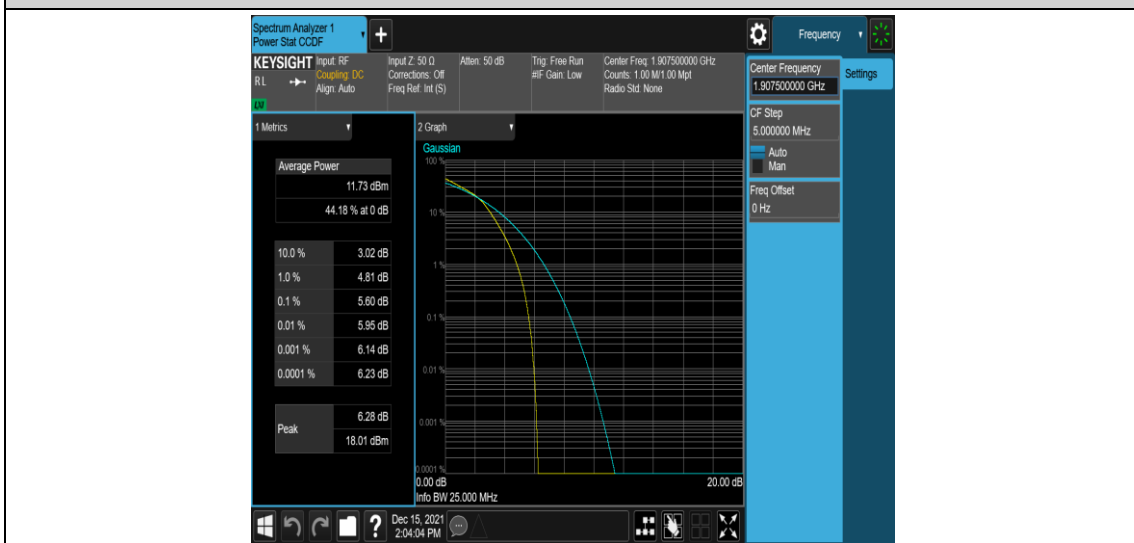 Spectrum Analyzer 1
Power Stat CCDF
+
Frequency
KEYSIGHT
RL
LXI
Input: RF
Coupling: DC
Align: Auto
Input Z: 50 Ω
Corrections: Off
Freq Ref: Int (S)
Atten: 50 dB
Trig: Free Run
#IF Gain: Low
Center Freq: 1.907500000 GHz
Counts: 1.00 M/1.00 Mpt
Radio Std: None
Center Frequency
1.907500000 GHz
Settings
CF Step
5.000000 MHz
Auto
Man
Freq Offset
0 Hz
1 Metrics
Average Power
11.73 dBm
44.18 % at 0 dB
10.0 % 3.02 dB
1.0 % 4.81 dB
0.1 % 5.60 dB
0.01 % 5.95 dB
0.001 % 6.14 dB
0.0001 % 6.23 dB
Peak
6.28 dB
18.01 dBm
2 Graph
Gaussian
100 %
10 %
1 %
0.1 %
0.01 %
0.001 %
0.0001 %
0.00 dB 20.00 dB
Info BW 25.000 MHz
?
Dec 15, 2021
2:04:04 PM